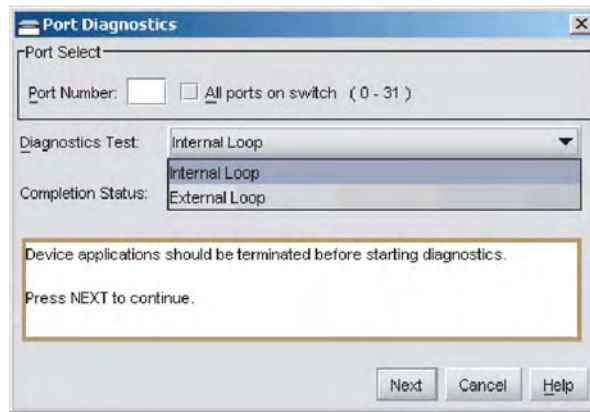 Port Diagnostics
Port Select
Port Number: All ports on switch ( 0 - 31 )
Diagnostics Test: Internal Loop
Internal Loop
Completion Status: External Loop
Device applications should be terminated before starting diagnostics.
Press NEXT to continue.
Next Cancel Help